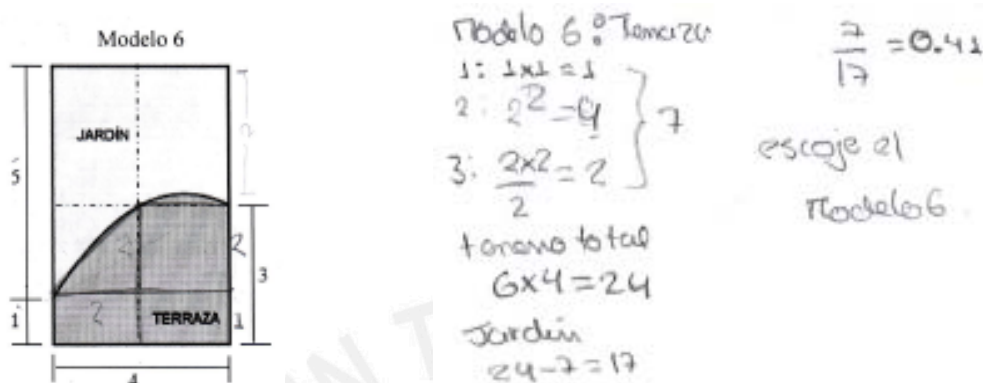 Modelo 6
JARDÍN
5
2
2
3
2
1
TERRAZA
1
4
Modelo 6: Terraza
1: 1x1 = 1
2: 2² = 4
3: 2x2/2 = 2
} 7
terreno total
6x4=24
Jardín
24-7=17
7/17 = 0.41
escoje el
Modelo 6